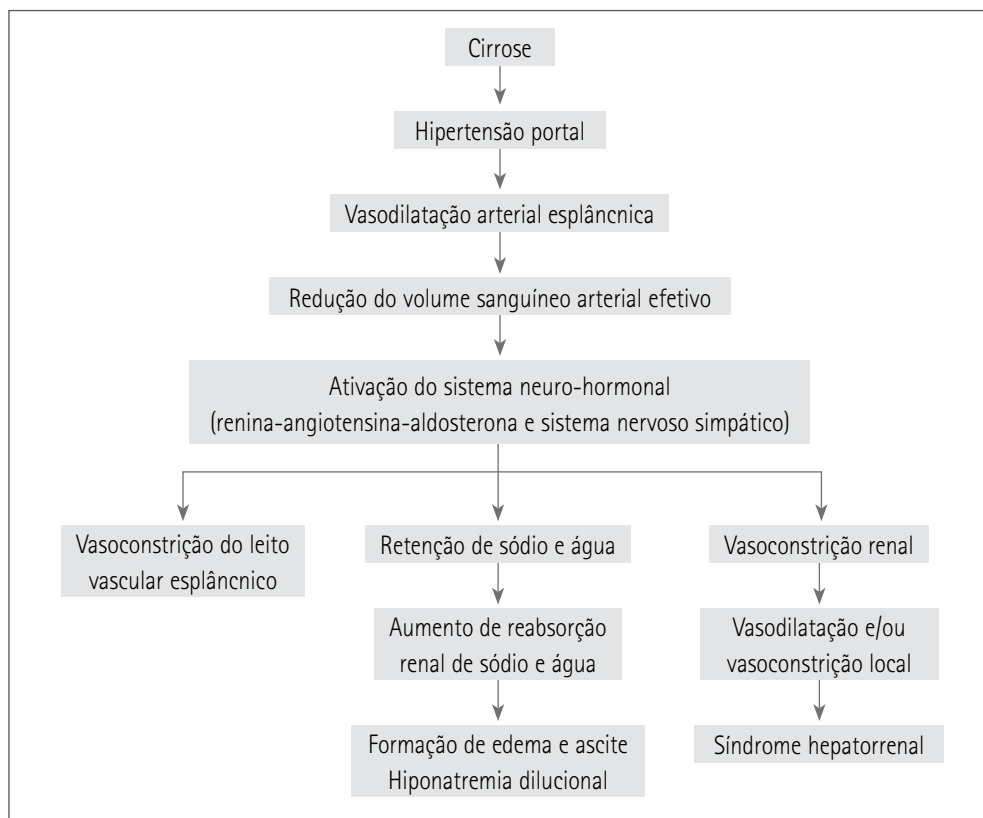 Cirrose
Hipertensão portal
Vasodilatação arterial esplâncnica
Redução do volume sanguíneo arterial efetivo
Ativação do sistema neuro-hormonal
(renina-angiotensina-aldosterona e sistema nervoso simpático)
Vasoconstrição do leito
vascular esplâncnico
Retenção de sódio e água
Aumento de reabsorção
renal de sódio e água
Formação de edema e ascite
Hiponatremia dilucional
Vasoconstrição renal
Vasodilatação e/ou
vasoconstrição local
Síndrome hepatorrenal